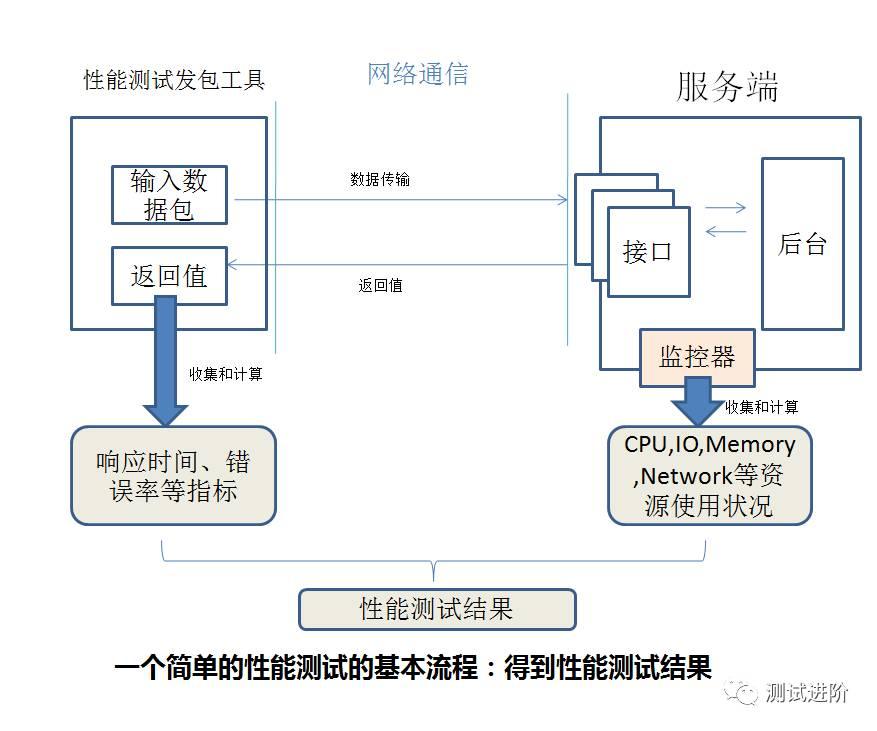 性能测试发包工具
网络通信
服务端
输入数
据包
数据传输
返回值
返回值
接口
后台
监控器
收集和计算
收集和计算
响应时间、错
误率等指标
CPU,IO,Memory
,Network等资
源使用状况
性能测试结果
一个简单的性能测试的基本流程：得到性能测试结果
测试进阶